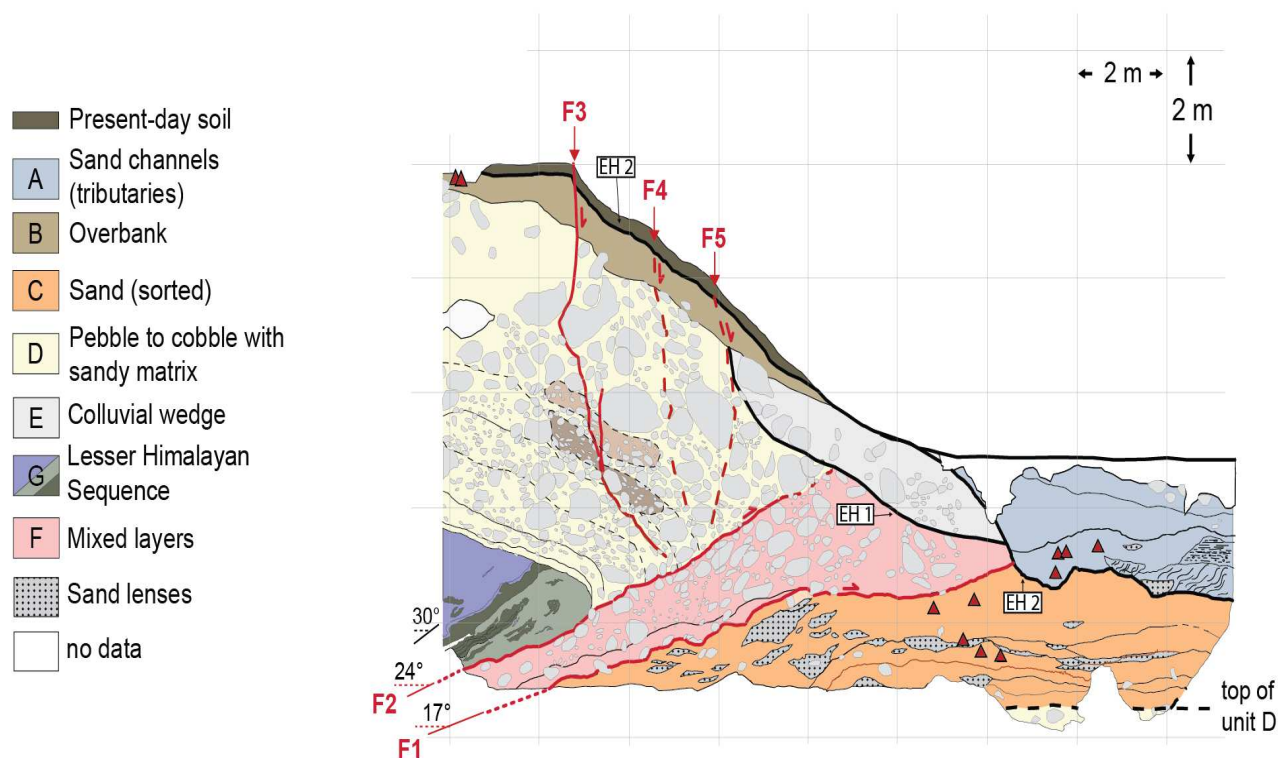 Present-day soil
A
Sand channels
(tributaries)
B
Overbank
C
Sand (sorted)
D
Pebble to cobble with
sandy matrix
E
Colluvial wedge
G
Lesser Himalayan
Sequence
F
Mixed layers
Sand lenses
no data
2 m
2 m
F3
EH 2
F4
F5
EH 1
EH 2
30°
24°
F2
17°
F1
top of
unit D